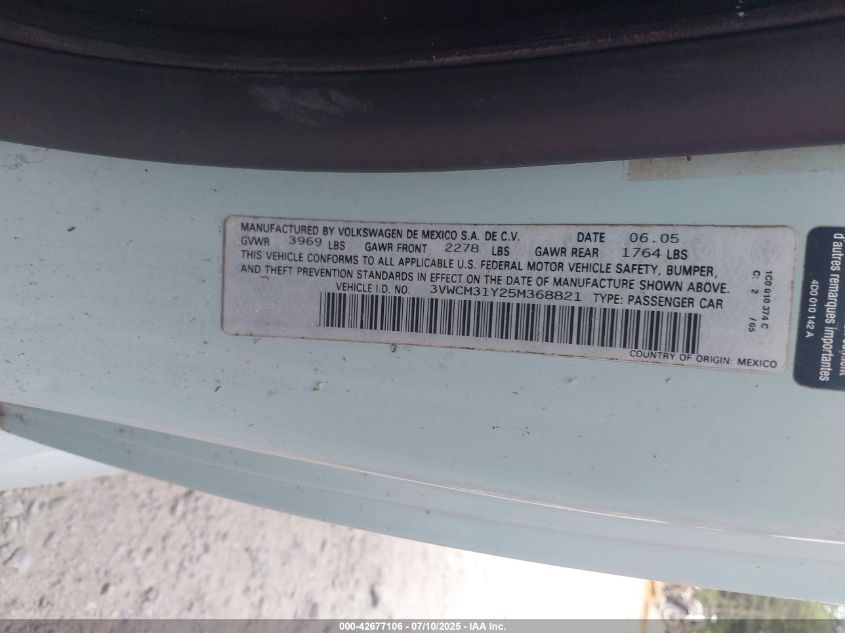 MANUFACTURED BY VOLKSWAGEN DE MEXICO S.A. DE C.V. DATE 06.05
GVWR 3969 LBS GAWR FRONT 2278 LBS GAWR REAR 1764 LBS
THIS VEHICLE CONFORMS TO ALL APPLICABLE U.S. FEDERAL MOTOR VEHICLE SAFETY, BUMPER,
AND THEFT PREVENTION STANDARDS IN EFFECT ON THE DATE OF MANUFACTURE SHOWN ABOVE.
VEHICLE I.D. NO. 3VWCM31Y25M368821 TYPE: PASSENGER CAR
COUNTRY OF ORIGIN: MEXICO
1C0 010 374 C
C: 2 /05
d'autres remarques importantes
4D0 010 142 A
000-42677106 - 07/10/2025 - IAA Inc.